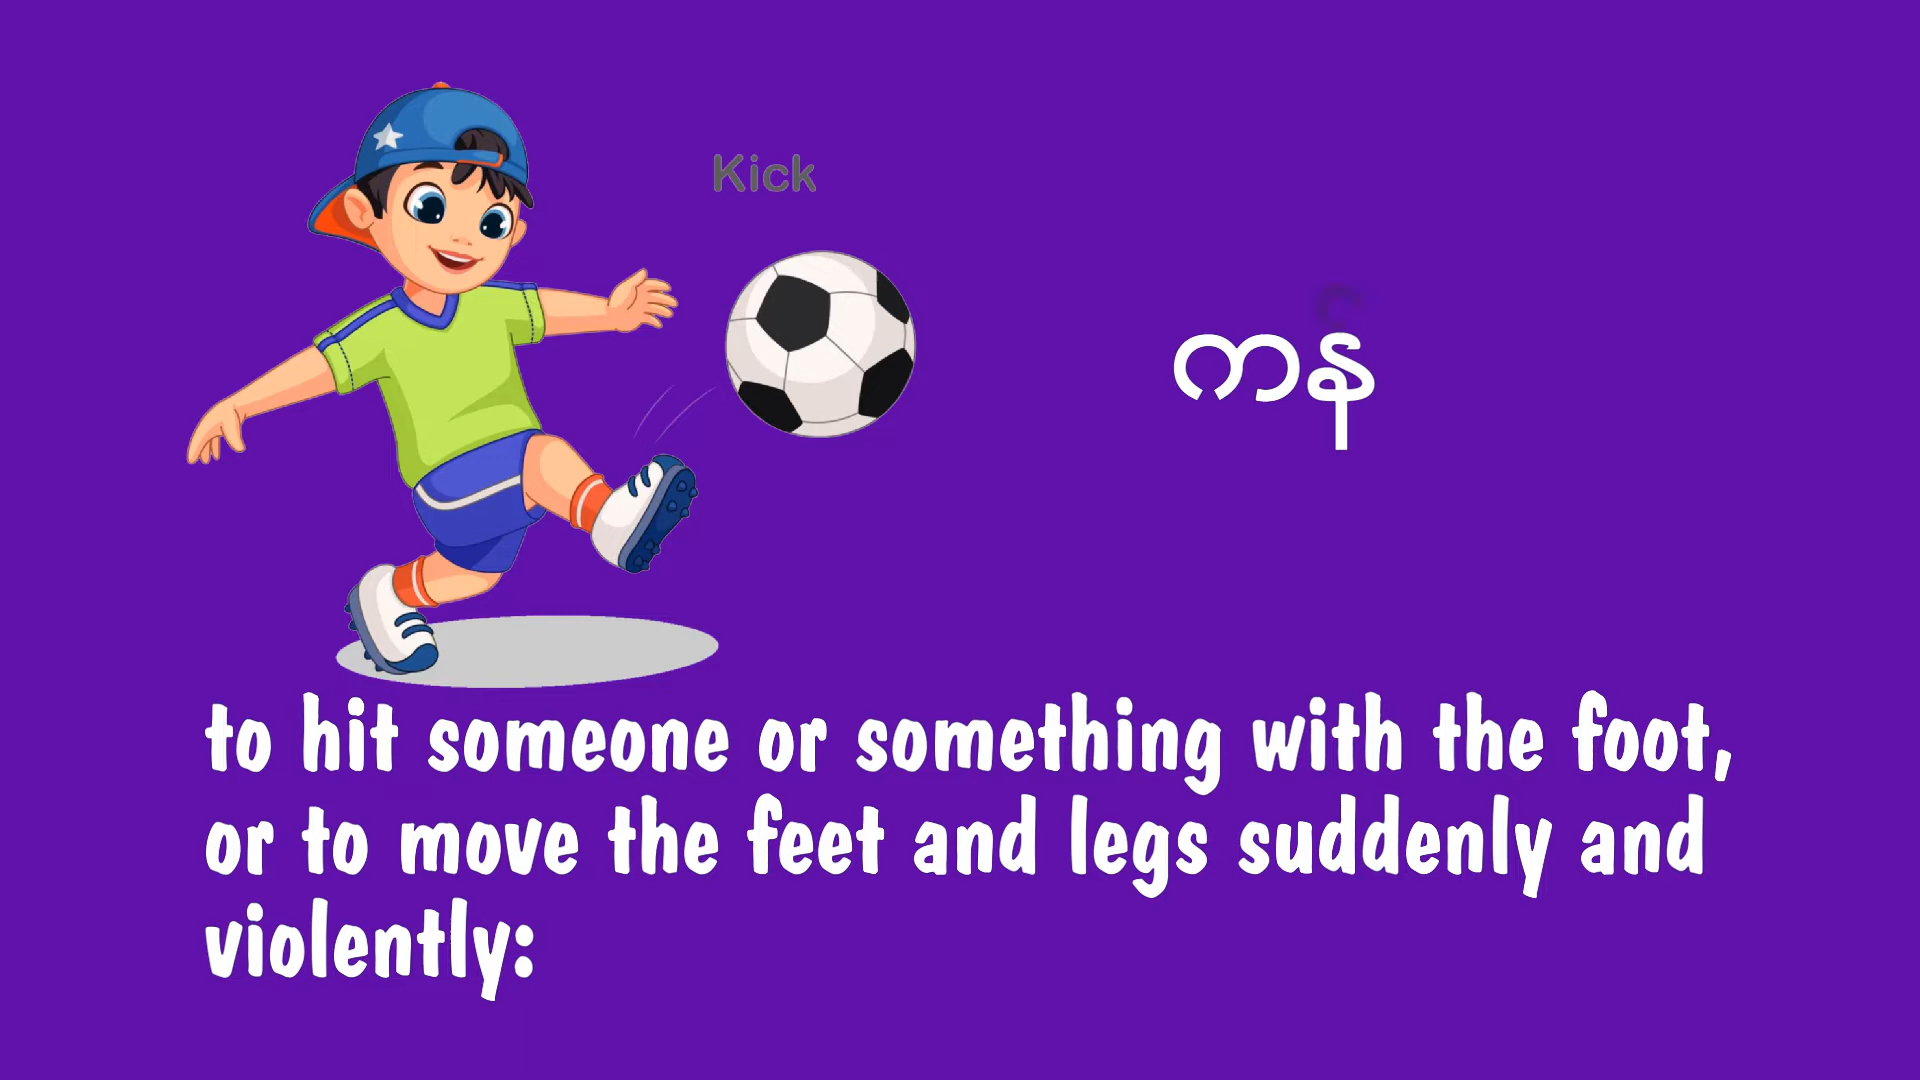 Kick
ကန်
to hit someone or something with the foot,
or to move the feet and legs suddenly and
violently: